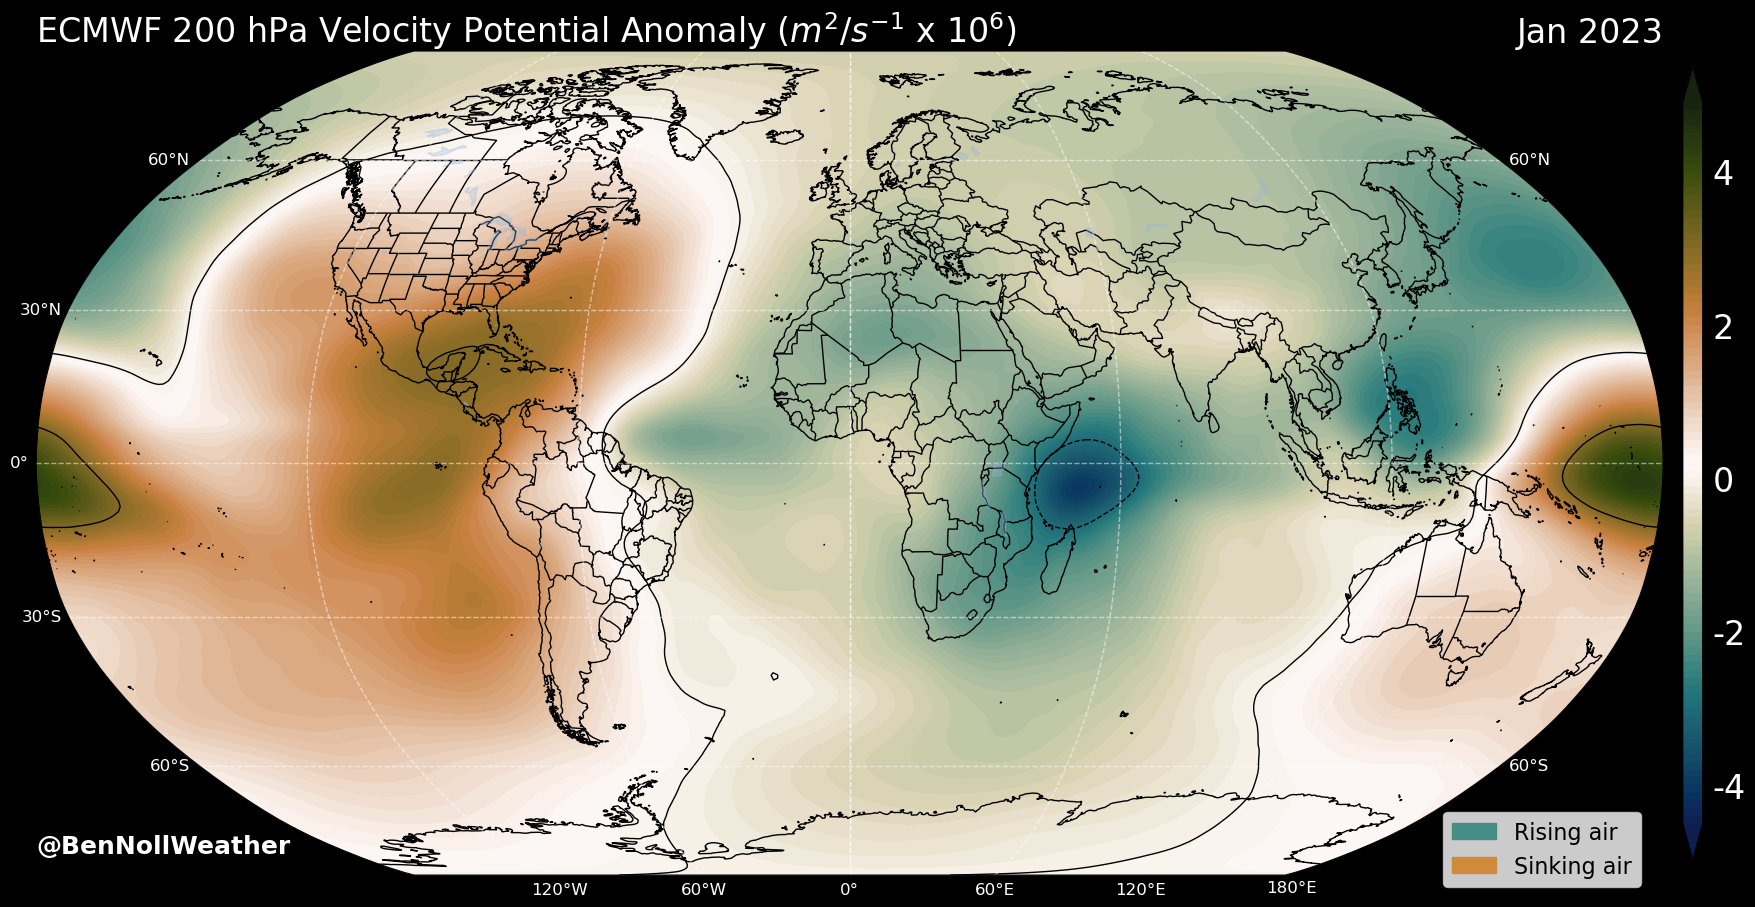 ECMWF 200 hPa Velocity Potential Anomaly (m²/s⁻¹ x 10⁶)
Jan 2023
60°N
60°N
4
30°N
2
0°
0
30°S
-2
60°S
60°S
-4
@BenNollWeather
Rising air
Sinking air
120°W
60°W
0°
60°E
120°E
180°E